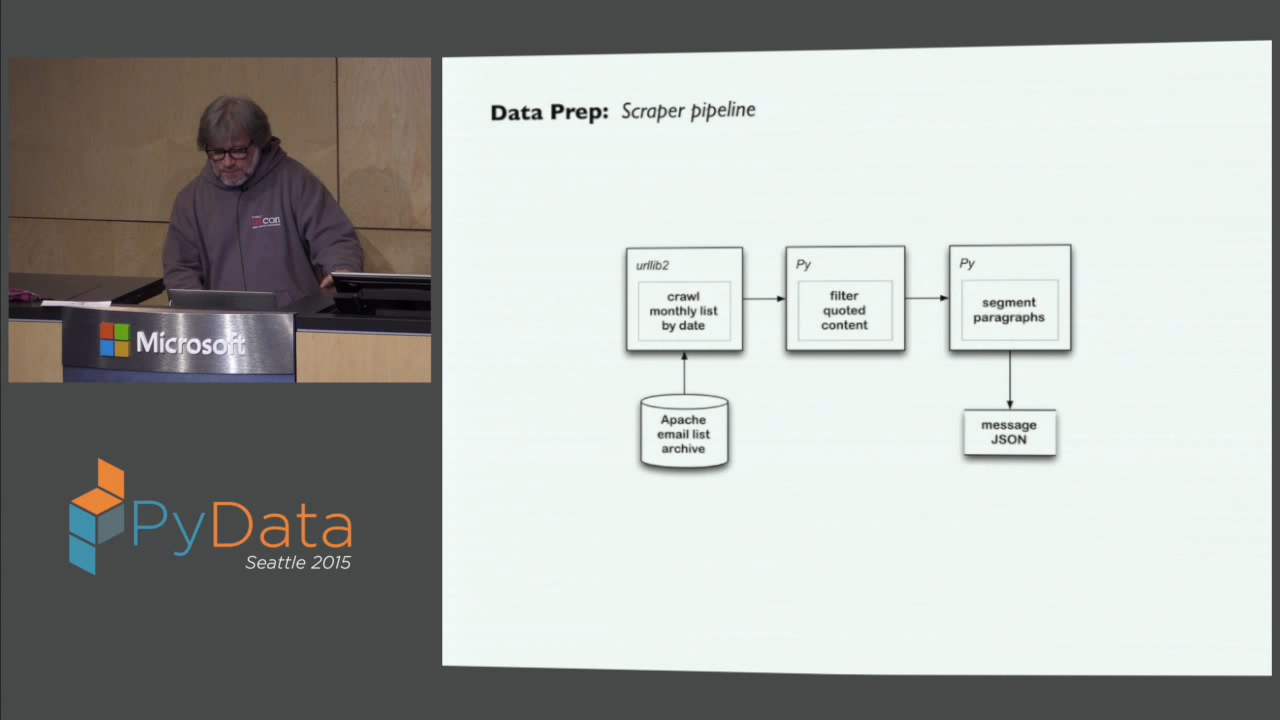 Data Prep: Scraper pipeline
urllib2
crawl
monthly list
by date
Py
filter
quoted
content
Py
segment
paragraphs
Apache
email list
archive
message
JSON
con
Microsoft
PyData
Seattle 2015